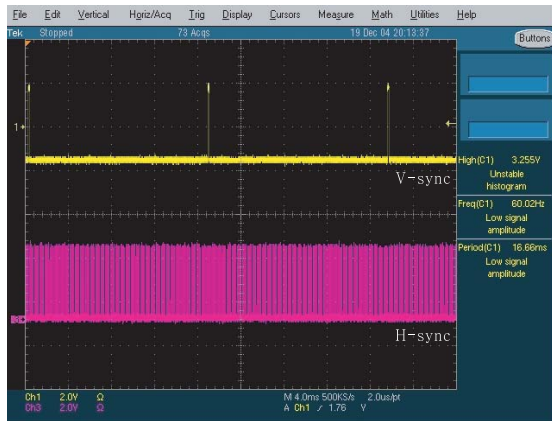 File Edit Vertical Horiz/Acq Trig Display Cursors Measure Math Utilities Help
Tek Stopped 73 Acqs 19 Dec 04 20:13:37
Buttons
1
V-sync
High(C1) 3.255V
Unstable
histogram
Freq(C1) 60.02Hz
Low signal
amplitude
Period(C1) 16.66ms
Low signal
amplitude
H-sync
Ch1 2.0V Ω M 4.0ms 500KS/s 2.0us/pt
Ch3 2.0V Ω A Ch1 ∕ 1.76 V